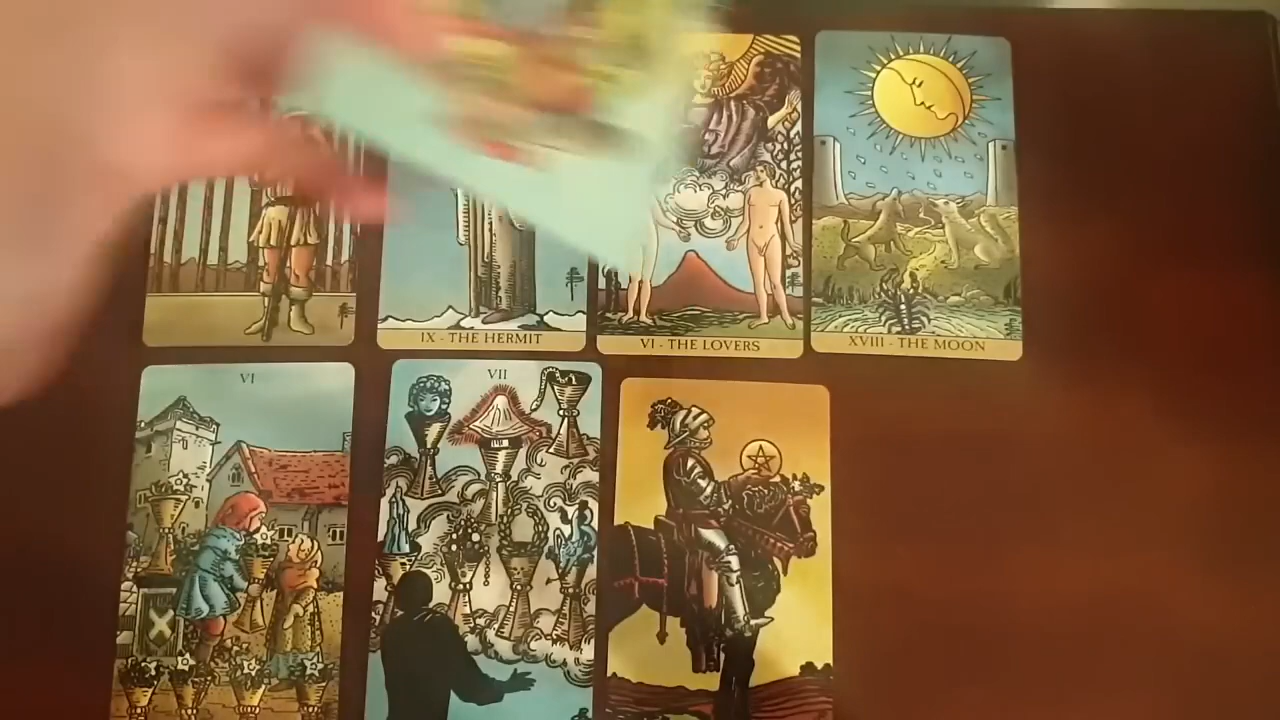 IX - THE HERMIT
VI - THE LOVERS
XVIII - THE MOON
VI
VII